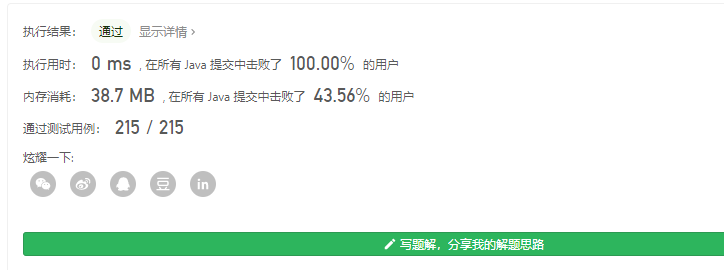 执行结果： 通过 显示详情 ›
执行用时： 0 ms , 在所有 Java 提交中击败了 100.00% 的用户
内存消耗： 38.7 MB , 在所有 Java 提交中击败了 43.56% 的用户
通过测试用例： 215 / 215
炫耀一下:
豆 in
写题解，分享我的解题思路